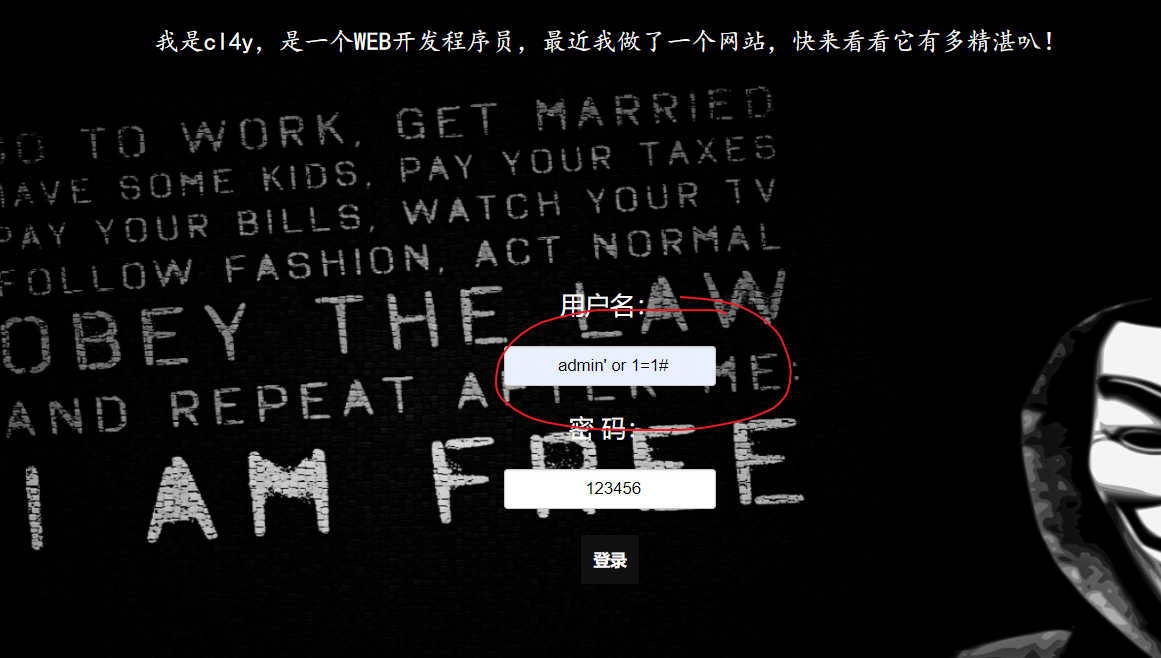 我是cl4y，是一个WEB开发程序员，最近我做了一个网站，快来看看它有多精湛叭！
GO TO WORK, GET MARRIED
HAVE SOME KIDS, PAY YOUR TAXES
PAY YOUR BILLS, WATCH YOUR TV
FOLLOW FASHION, ACT NORMAL
OBEY THE LAW
AND REPEAT AFTER ME:
I AM FREE
用户名：
admin' or 1=1#
密 码：
123456
登录